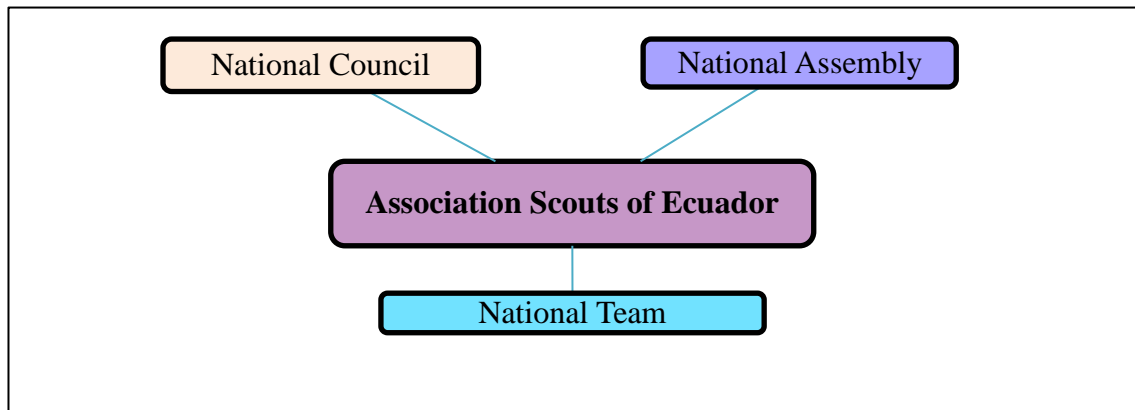 National Council
National Assembly
Association Scouts of Ecuador
National Team